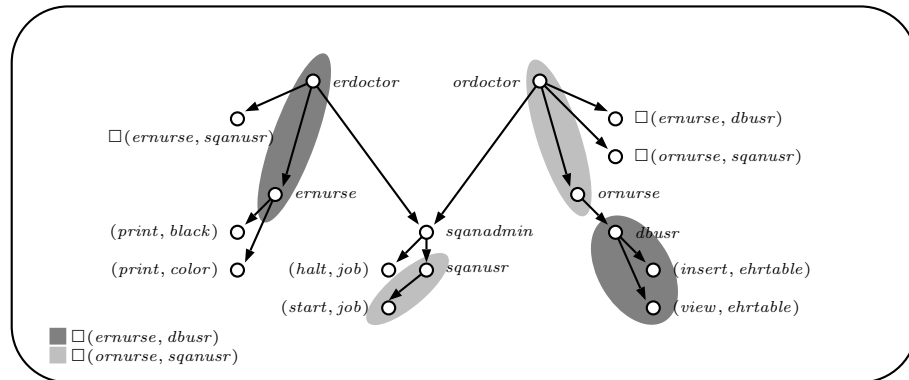 erdoctor
ordoctor
□(ernurse, sqanusr)
□(ernurse, dbusr)
□(ornurse, sqanusr)
ernurse
ornurse
(print, black)
sqanadmin
dbusr
(print, color)
(halt, job)
sqanusr
(insert, ehrtable)
(start, job)
(view, ehrtable)
□(ernurse, dbusr)
□(ornurse, sqanusr)